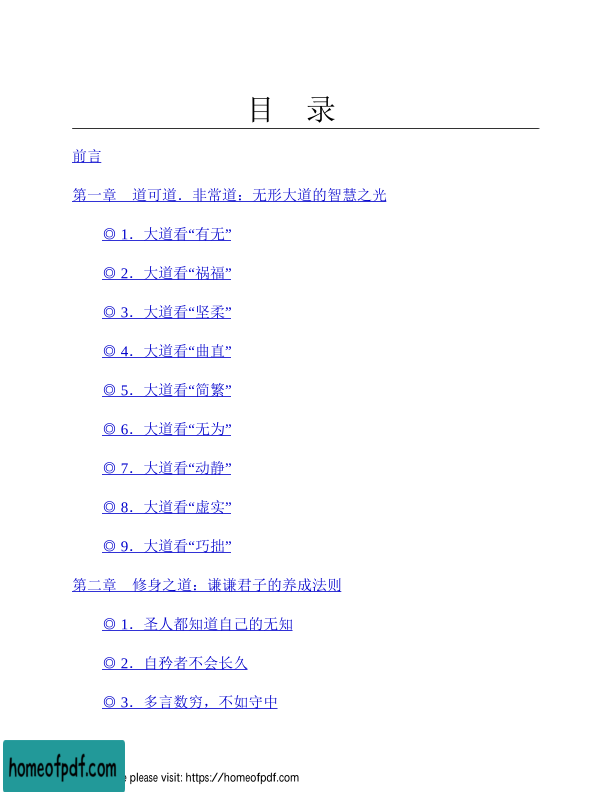 目 录
前言
第一章 道可道．非常道：无形大道的智慧之光
◎ 1．大道看“有无”
◎ 2．大道看“祸福”
◎ 3．大道看“坚柔”
◎ 4．大道看“曲直”
◎ 5．大道看“简繁”
◎ 6．大道看“无为”
◎ 7．大道看“动静”
◎ 8．大道看“虚实”
◎ 9．大道看“巧拙”
第二章 修身之道：谦谦君子的养成法则
◎ 1．圣人都知道自己的无知
◎ 2．自矜者不会长久
◎ 3．多言数穷，不如守中
homeofpdf.com
please visit: https://homeofpdf.com